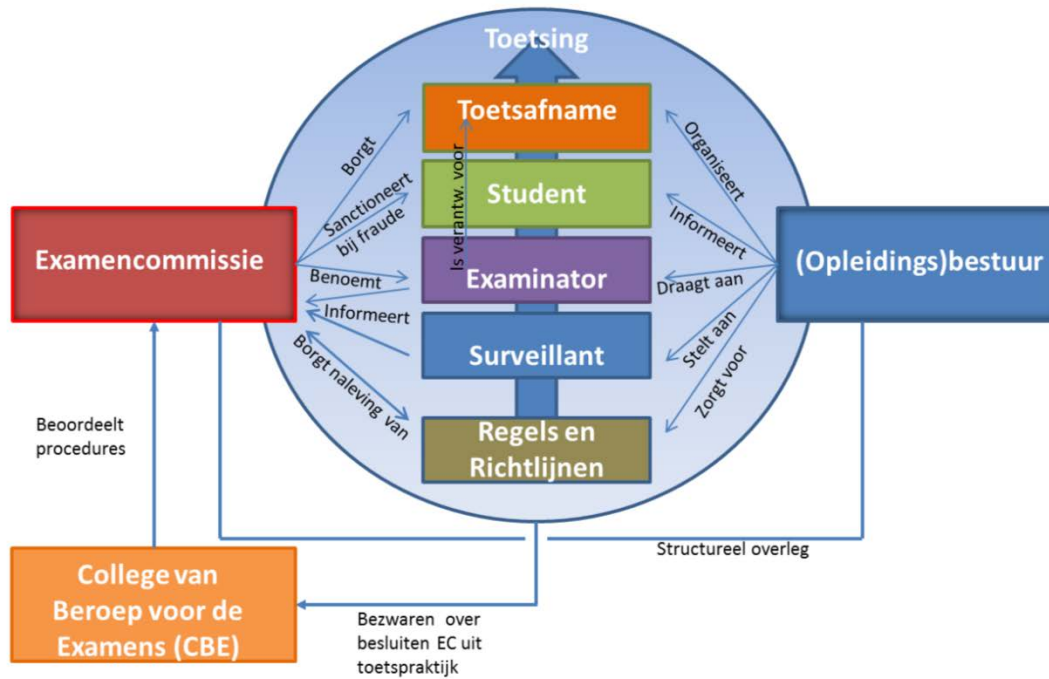 Toetsing
Toetsafname
Student
Examinator
Surveillant
Regels en
Richtlijnen
Is verantw. voor
Examencommissie
Borgt
Sanctioneert
bij fraude
Benoemt
Informeert
Borgt naleving van
(Opleidings)bestuur
Organiseert
Informeert
Draagt aan
Stelt aan
Zorgt voor
Beoordeelt
procedures
Structureel overleg
College van
Beroep voor de
Examens (CBE)
Bezwaren over
besluiten EC uit
toetspraktijk